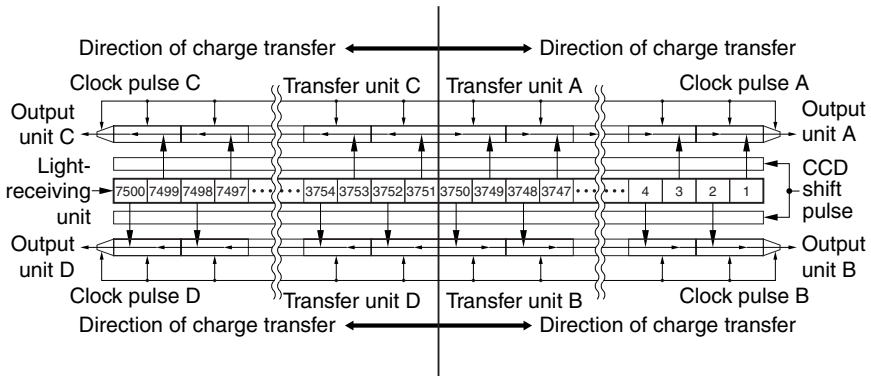 Direction of charge transfer Direction of charge transfer
Clock pulse C Transfer unit C Transfer unit A Clock pulse A
Output unit C
Output unit A
Light-receiving unit
7500 7499 7498 7497 ······ 3754 3753 3752 3751 3750 3749 3748 3747 ······ 4 3 2 1
CCD shift pulse
Output unit D
Output unit B
Clock pulse D Transfer unit D Transfer unit B Clock pulse B
Direction of charge transfer Direction of charge transfer